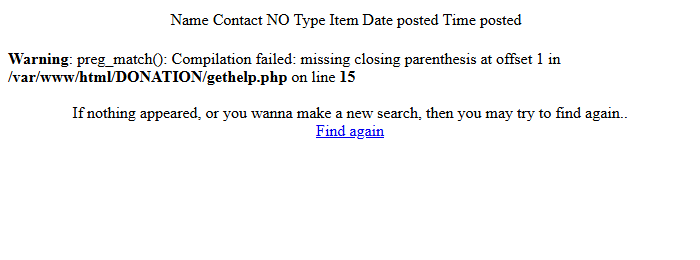 Name Contact NO Type Item Date posted Time posted
Warning: preg_match(): Compilation failed: missing closing parenthesis at offset 1 in
/var/www/html/DONATION/gethelp.php on line 15
If nothing appeared, or you wanna make a new search, then you may try to find again..
Find again